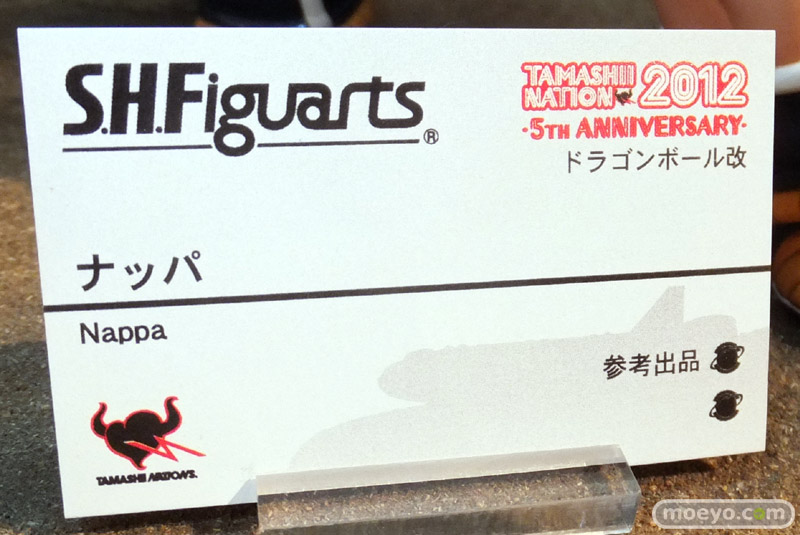 S.H.Figuarts®
TAMASHII
NATION 2012
·5TH ANNIVERSARY·
ドラゴンボール改
ナッパ
Nappa
参考出品
TAMASHII NATIONS.
moeyo.com